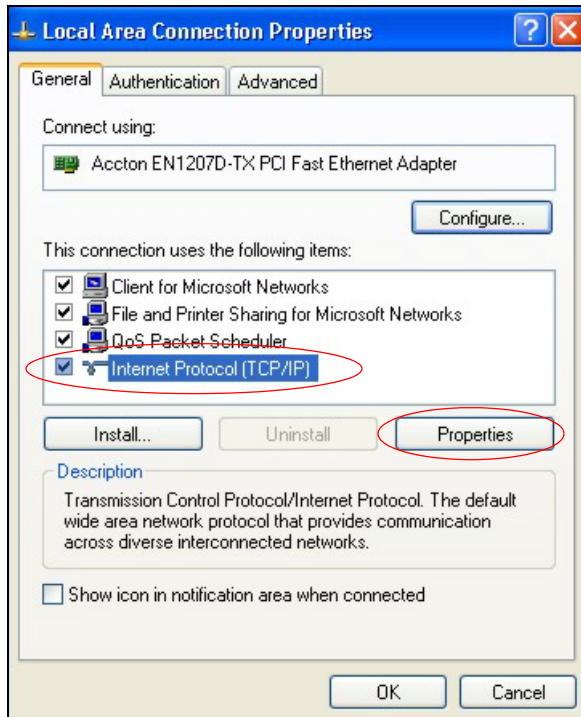 Local Area Connection Properties
General Authentication Advanced
Connect using:
Accton EN1207D-TX PCI Fast Ethernet Adapter
Configure...
This connection uses the following items:
Client for Microsoft Networks
File and Printer Sharing for Microsoft Networks
QoS Packet Scheduler
Internet Protocol (TCP/IP)
Install... Uninstall Properties
Description
Transmission Control Protocol/Internet Protocol. The default
wide area network protocol that provides communication
across diverse interconnected networks.
Show icon in notification area when connected
OK Cancel